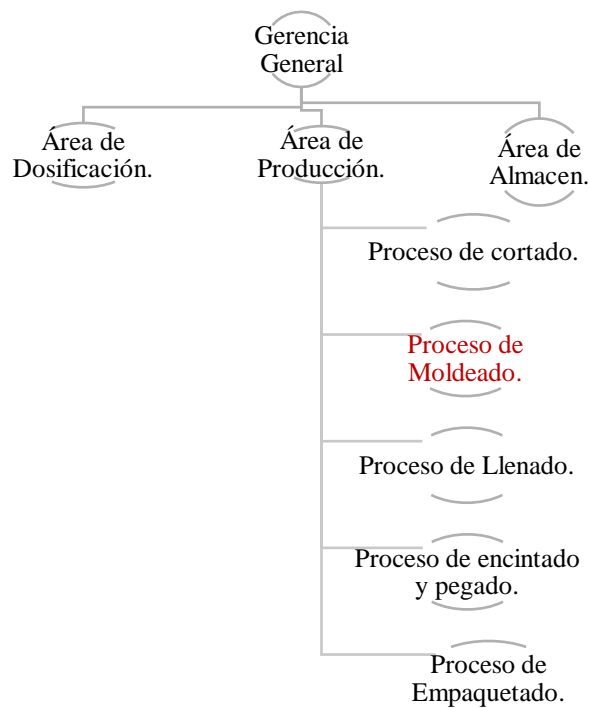 Gerencia
General
Área de
Dosificación.
Área de
Producción.
Área de
Almacen.
Proceso de cortado.
Proceso de
Moldeado.
Proceso de Llenado.
Proceso de encintado
y pegado.
Proceso de
Empaquetado.